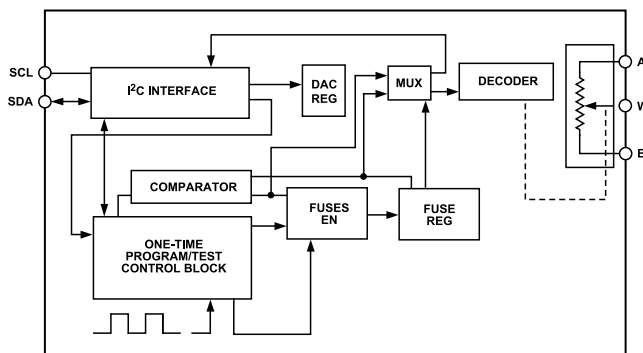 SCL
SDA
I²C INTERFACE
DAC
REG
MUX
DECODER
A
W
B
COMPARATOR
FUSES
EN
FUSE
REG
ONE-TIME
PROGRAM/TEST
CONTROL BLOCK